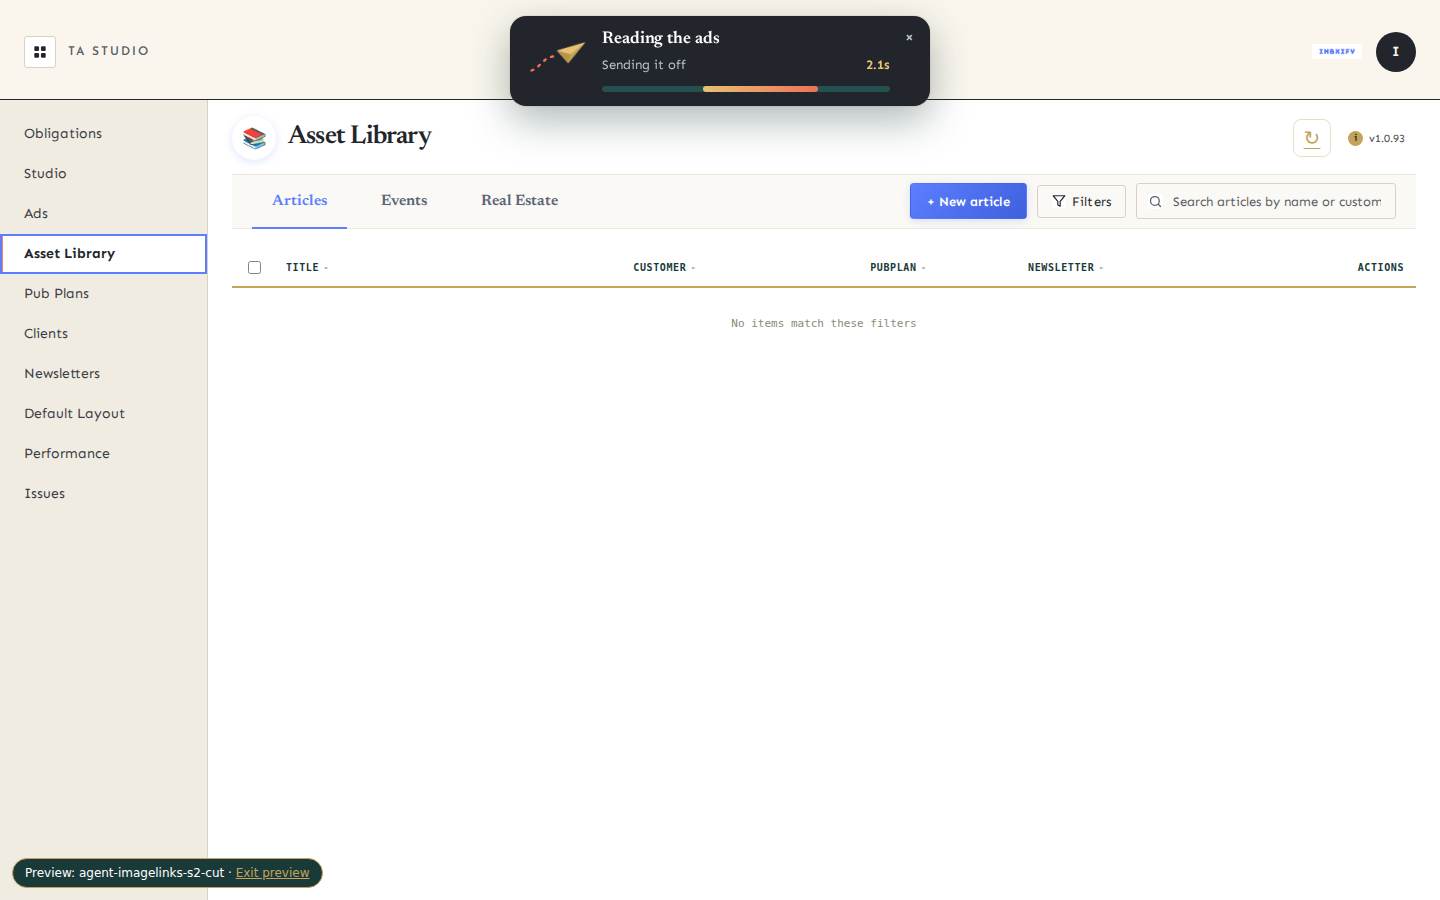 TA STUDIO
Reading the ads
×
Sending it off
2.1s
INBXIFY
I
Obligations
Studio
Ads
Asset Library
Pub Plans
Clients
Newsletters
Default Layout
Performance
Issues
Asset Library
↻
i v1.0.93
Articles Events Real Estate
+ New article
Filters
Search articles by name or custom
TITLE - CUSTOMER - PUBPLAN - NEWSLETTER - ACTIONS
No items match these filters
Preview: agent-imagelinks-s2-cut · Exit preview